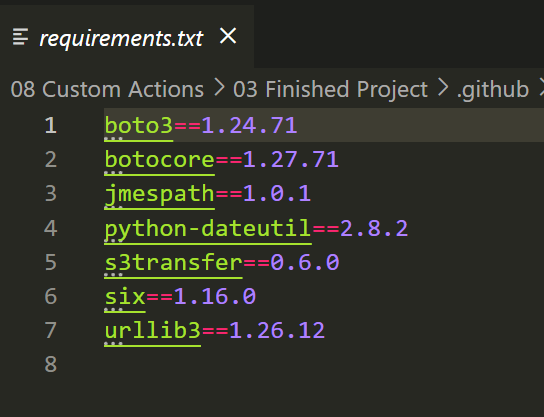 requirements.txt ×
08 Custom Actions > 03 Finished Project > .github >
1 boto3==1.24.71
2 botocore==1.27.71
3 jmespath==1.0.1
4 python-dateutil==2.8.2
5 s3transfer==0.6.0
6 six==1.16.0
7 urllib3==1.26.12
8